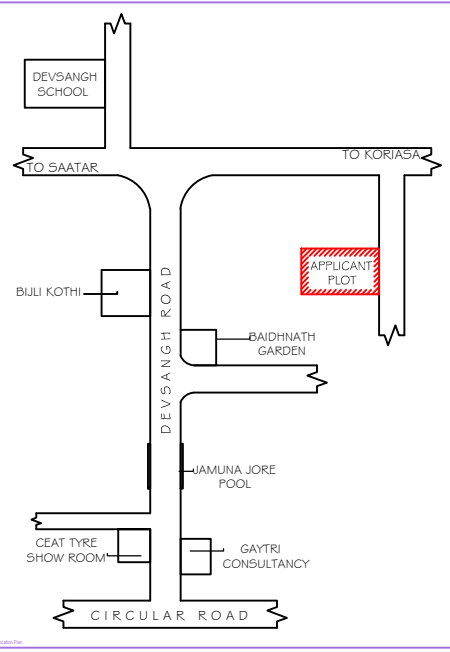 DEVSANGH
SCHOOL
TO KORIASA
TO SAATAR
APPLICANT
PLOT
BIJLI KOTHI
DEVSANGH ROAD
BAIDHNATH
GARDEN
JAMUNA JORE
POOL
CEAT TYRE
SHOW ROOM
GAYTRI
CONSULTANCY
CIRCULAR ROAD